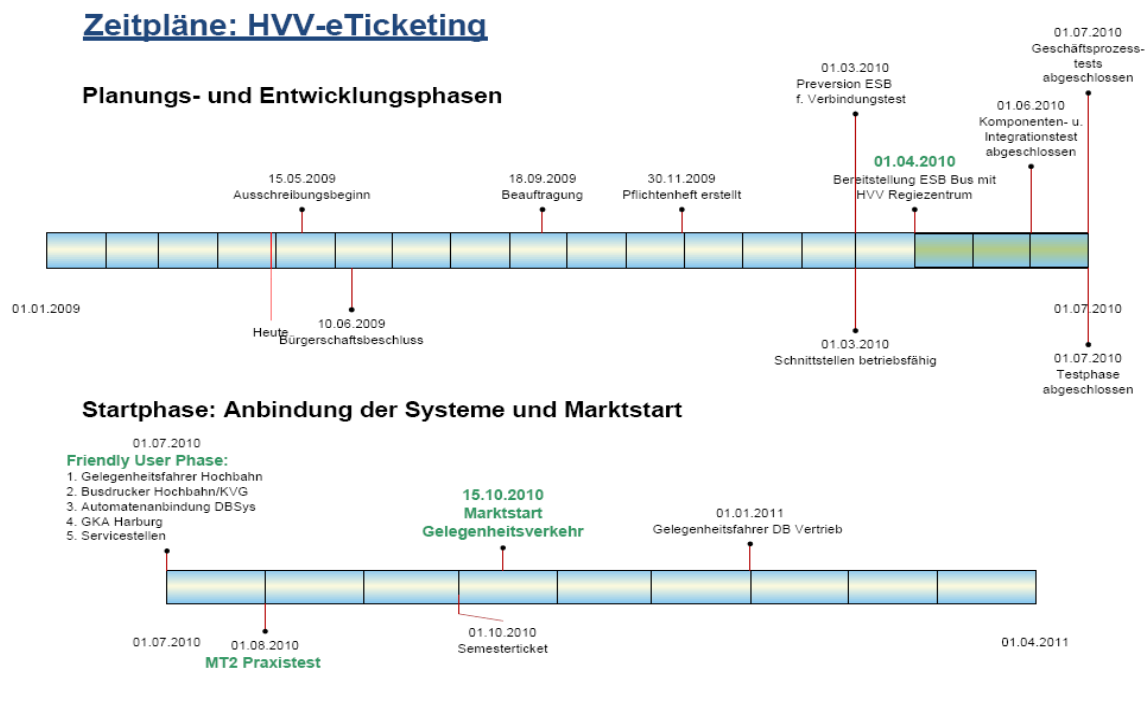 Zeitpläne: HVV-eTicketing
Planungs- und Entwicklungsphasen
01.07.2010
Geschäftsprozess-
tests
abgeschlossen
01.03.2010
Preversion ESB
f. Verbindungstest
01.06.2010
Komponenten- u.
Integrationstest
abgeschlossen
01.04.2010
Bereitstellung ESB Bus mit
HVV Regiezentrum
15.05.2009
Ausschreibungsbeginn
18.09.2009
Beauftragung
30.11.2009
Pflichtenheft erstellt
01.01.2009
01.07.2010
Heute
10.06.2009
Bürgerschaftsbeschluss
01.03.2010
Schnittstellen betriebsfähig
01.07.2010
Testphase
abgeschlossen
Startphase: Anbindung der Systeme und Marktstart
01.07.2010
Friendly User Phase:
1. Gelegenheitsfahrer Hochbahn
2. Busdrucker Hochbahn/KVG
3. Automatenanbindung DBSys
4. GKA Harburg
5. Servicestellen
15.10.2010
Marktstart
Gelegenheitsverkehr
01.01.2011
Gelegenheitsfahrer DB Vertrieb
01.07.2010
01.08.2010
MT2 Praxistest
01.10.2010
Semesterticket
01.04.2011